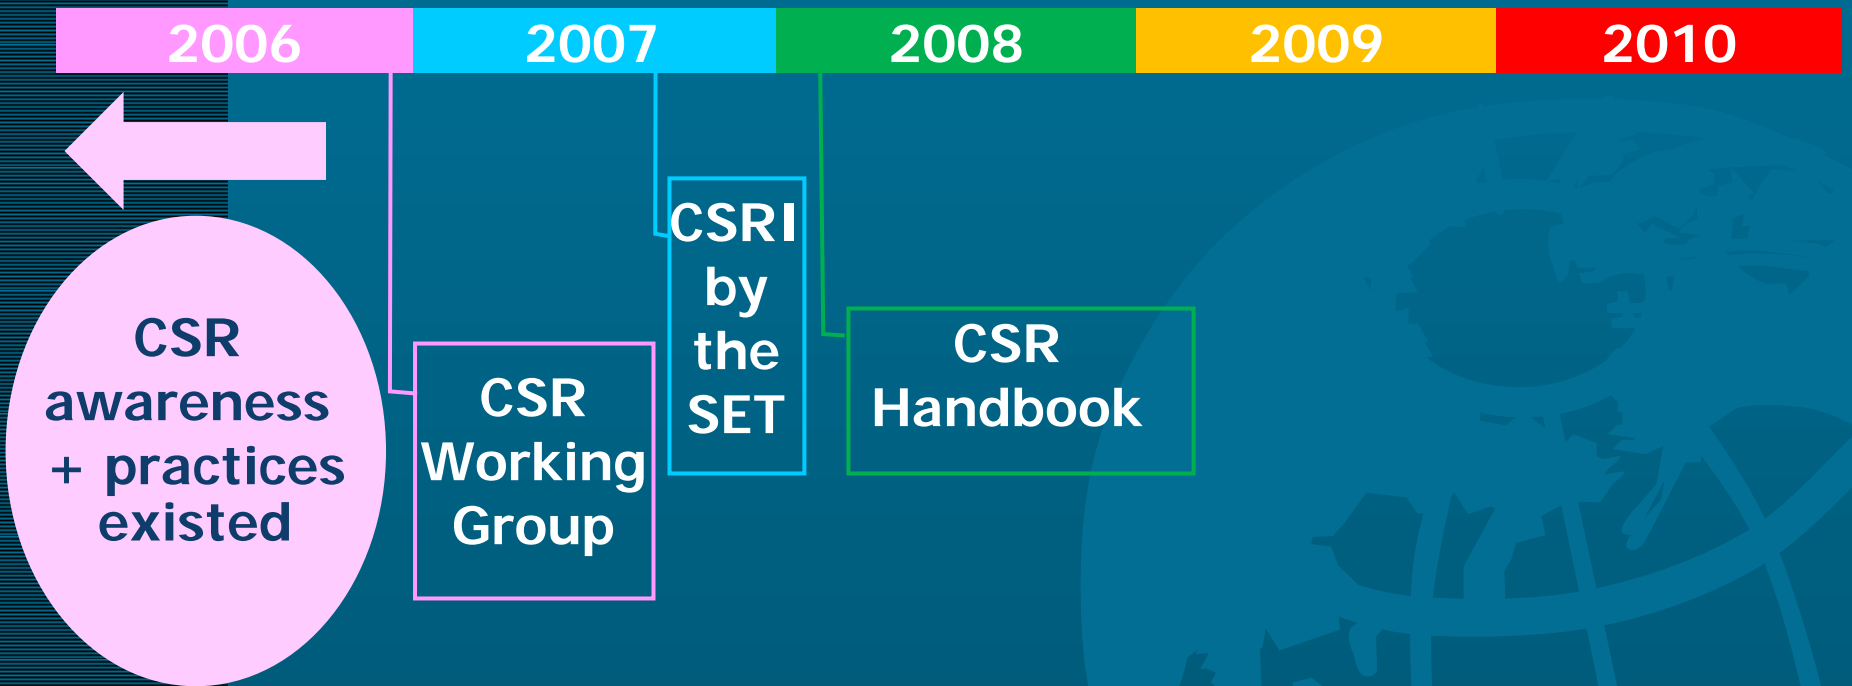 2006 2007 2008 2009 2010
CSR
awareness
+ practices
existed
CSR
Working
Group
CSRI
by
the
SET
CSR
Handbook